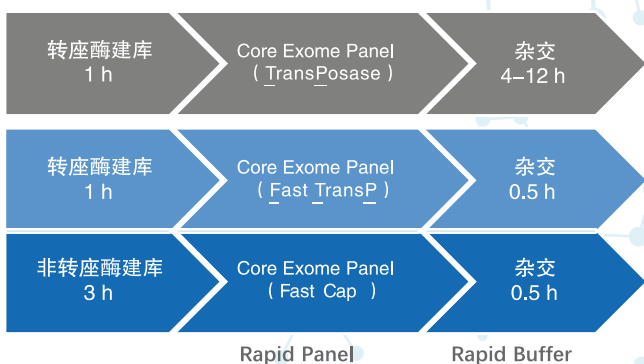 转座酶建库
1 h
Core Exome Panel
( TransPosase )
杂交
4–12 h
转座酶建库
1 h
Core Exome Panel
( Fast TransP )
杂交
0.5 h
非转座酶建库
3 h
Core Exome Panel
( Fast Cap )
杂交
0.5 h
Rapid Panel
Rapid Buffer